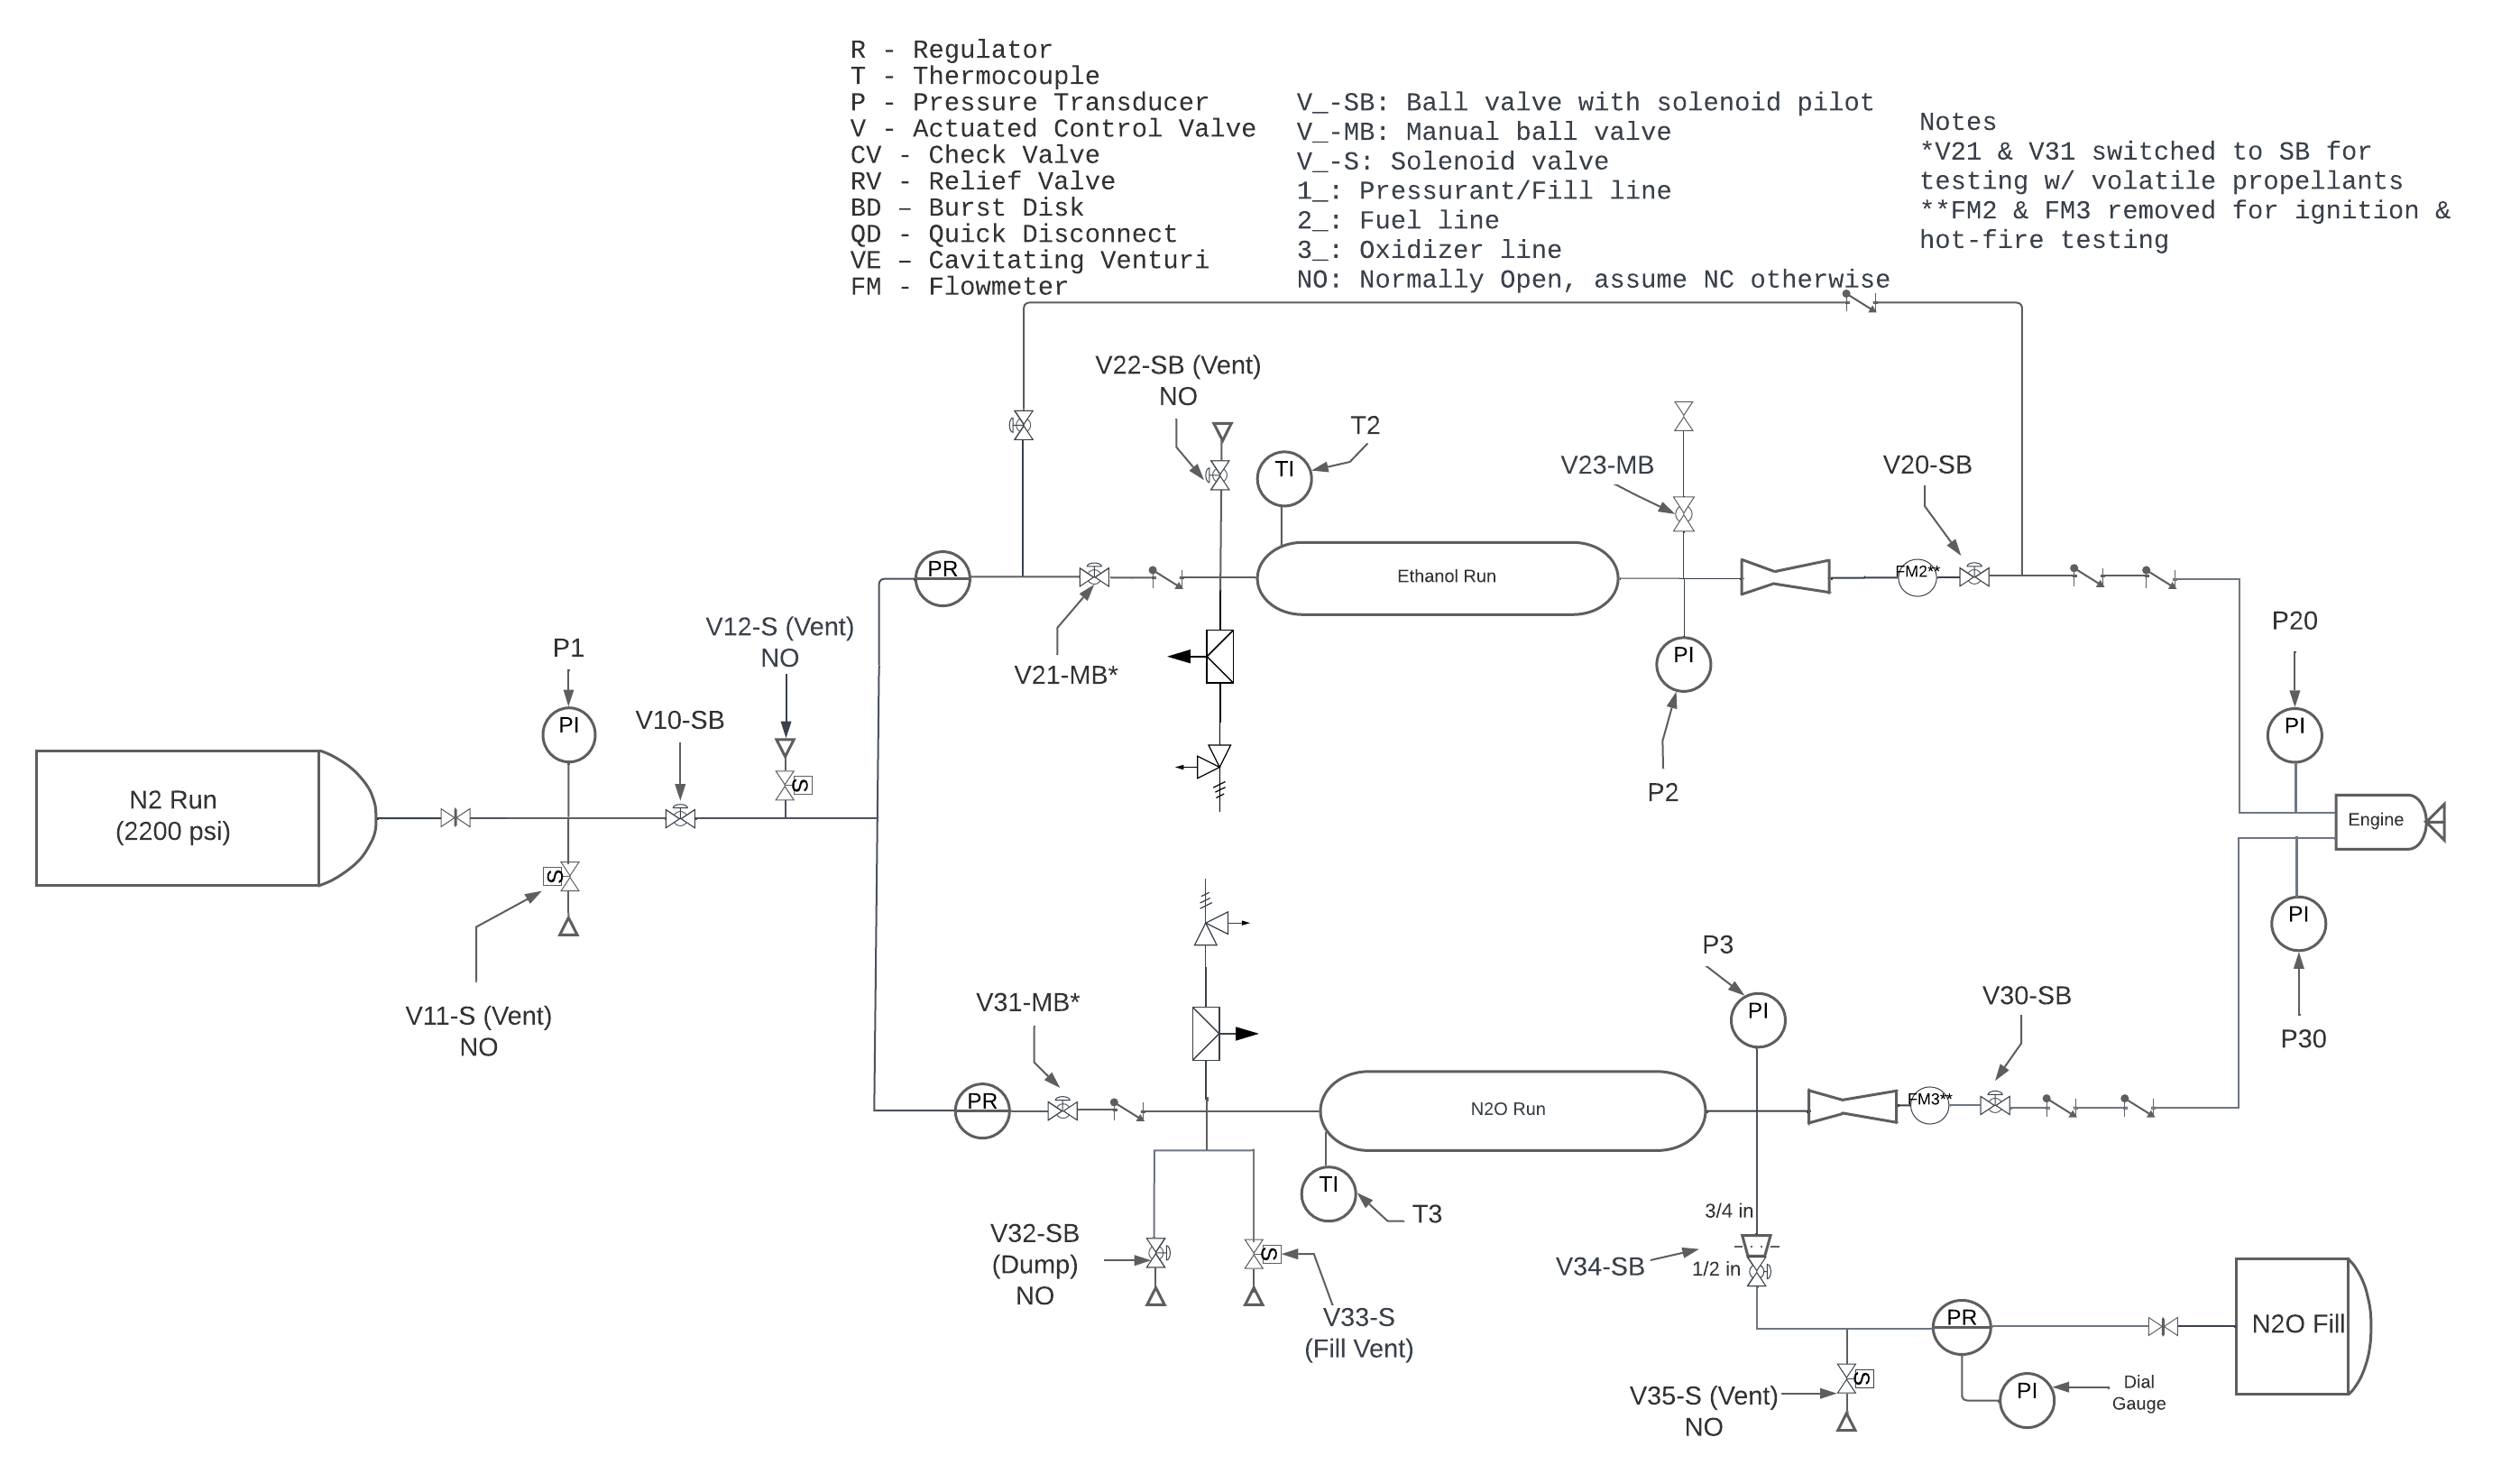 R - Regulator
T - Thermocouple
P - Pressure Transducer
V - Actuated Control Valve
CV - Check Valve
RV - Relief Valve
BD – Burst Disk
QD - Quick Disconnect
VE – Cavitating Venturi
FM - Flowmeter
V_-SB: Ball valve with solenoid pilot
V_-MB: Manual ball valve
V_-S: Solenoid valve
1_: Pressurant/Fill line
2_: Fuel line
3_: Oxidizer line
NO: Normally Open, assume NC otherwise
Notes
*V21 & V31 switched to SB for
testing w/ volatile propellants
**FM2 & FM3 removed for ignition &
hot-fire testing
V22-SB (Vent)
NO
T2
TI
V23-MB
V20-SB
PR
Ethanol Run
FM2**
V21-MB*
PI
P2
V12-S (Vent)
NO
P1
PI
V10-SB
S
N2 Run
(2200 psi)
S
V11-S (Vent)
NO
P20
PI
Engine
PI
P30
V31-MB*
P3
PI
V30-SB
PR
N2O Run
FM3**
TI
T3
V32-SB
(Dump)
NO
S
V33-S
(Fill Vent)
3/4 in
V34-SB
1/2 in
PR
N2O Fill
S
V35-S (Vent)
NO
PI
Dial
Gauge